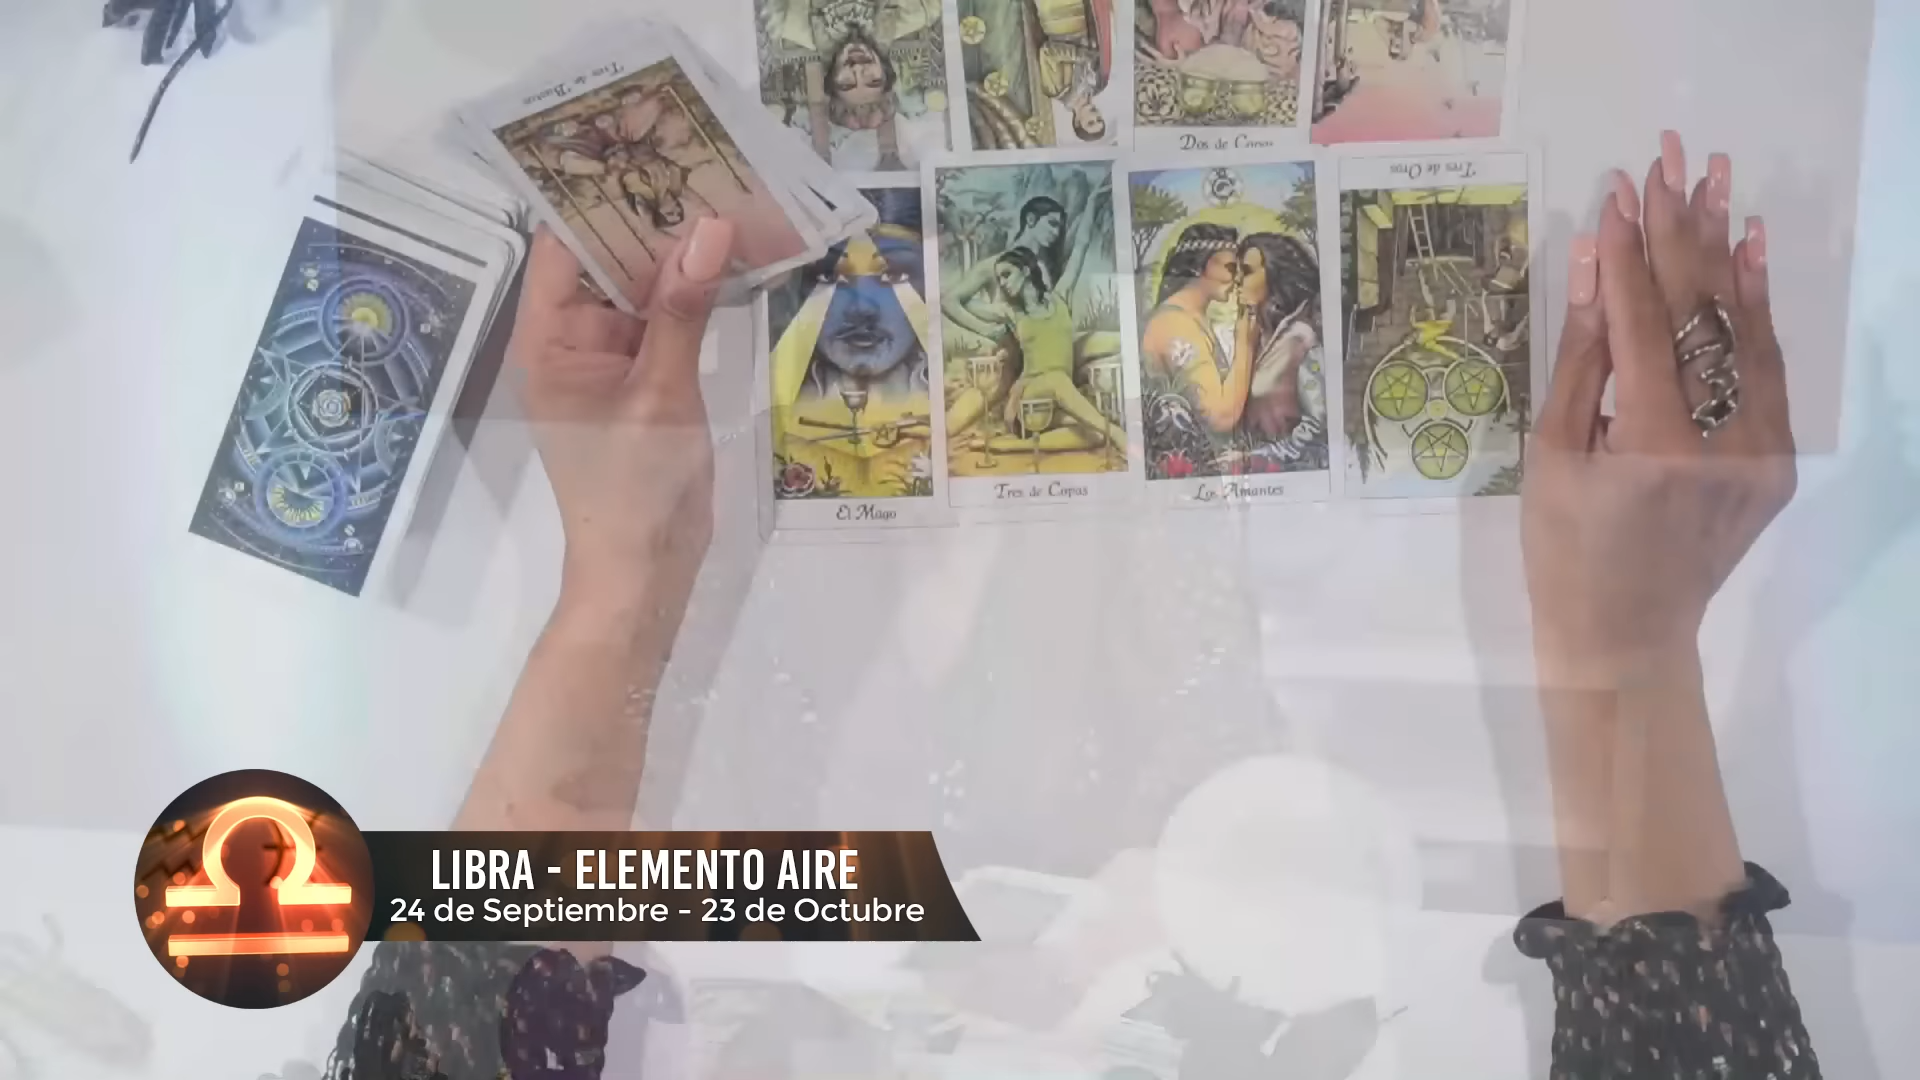 Tres de Bastos
Dos de Copas
Tres de Oros
Tres de Copas
Los Amantes
El Mago
LIBRA - ELEMENTO AIRE
24 de Septiembre - 23 de Octubre